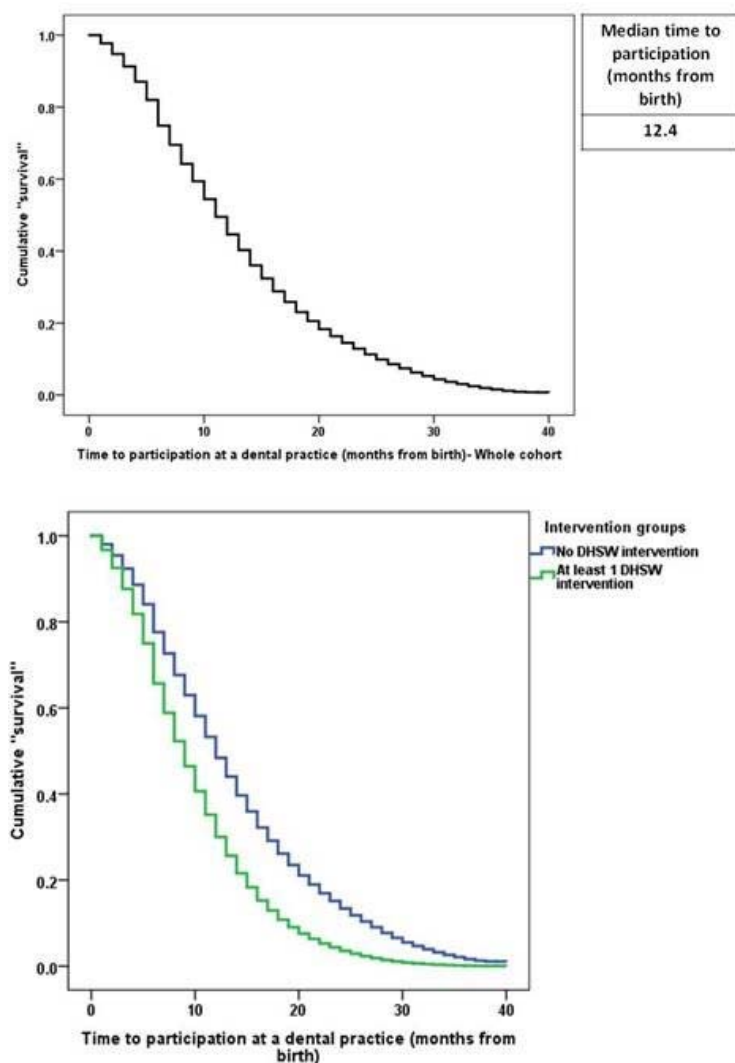 Median time to
participation
(months from
birth)
12.4
Cumulative "survival"
1.0
0.8
0.6
0.4
0.2
0.0
0
10
20
30
40
Time to participation at a dental practice (months from birth)- Whole cohort
Intervention groups
No DHSW intervention
At least 1 DHSW
intervention
Cumulative "survival"
1.0
0.8
0.6
0.4
0.2
0.0
0
10
20
30
40
Time to participation at a dental practice (months from
birth)